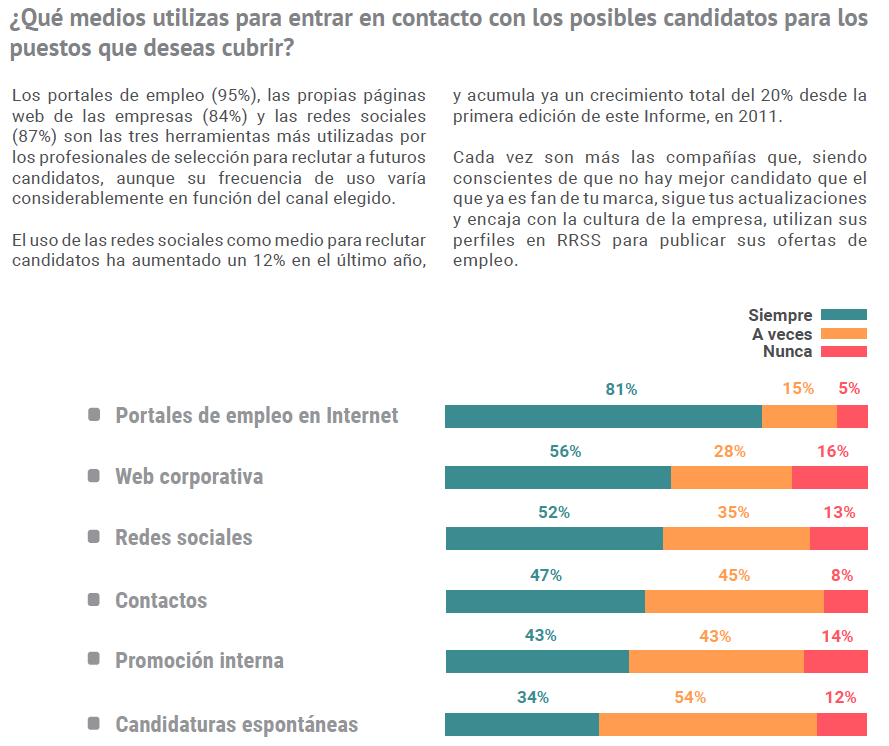 ¿Qué medios utilizas para entrar en contacto con los posibles candidatos para los
puestos que deseas cubrir?
Los portales de empleo (95%), las propias páginas
web de las empresas (84%) y las redes sociales
(87%) son las tres herramientas más utilizadas por
los profesionales de selección para reclutar a futuros
candidatos, aunque su frecuencia de uso varía
considerablemente en función del canal elegido.
El uso de las redes sociales como medio para reclutar
candidatos ha aumentado un 12% en el último año,
y acumula ya un crecimiento total del 20% desde la
primera edición de este Informe, en 2011.
Cada vez son más las compañías que, siendo
conscientes de que no hay mejor candidato que el
que ya es fan de tu marca, sigue tus actualizaciones
y encaja con la cultura de la empresa, utilizan sus
perfiles en RRSS para publicar sus ofertas de
empleo.
Siempre
A veces
Nunca
81% 15% 5%
Portales de empleo en Internet
56% 28% 16%
Web corporativa
52% 35% 13%
Redes sociales
47% 45% 8%
Contactos
43% 43% 14%
Promoción interna
34% 54% 12%
Candidaturas espontáneas